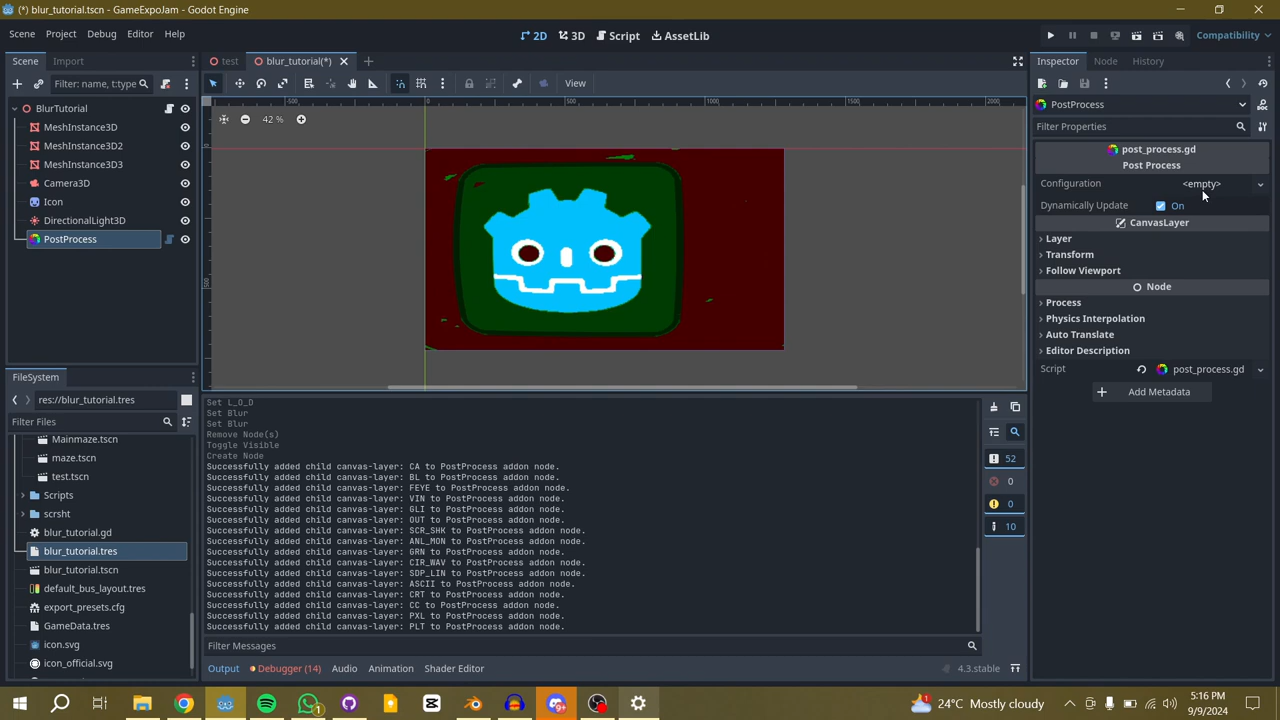 (*) blur_tutorial.tscn - GameExpoJam - Godot Engine
Scene Project Debug Editor Help
2D 3D Script AssetLib
Compatibility
Scene Import
test blur_tutorial(*)
Inspector Node History
Filter: name, t:type
View
PostProcess
Filter Properties
BlurTutorial
MeshInstance3D
MeshInstance3D2
MeshInstance3D3
Camera3D
Icon
DirectionalLight3D
PostProcess
-500 0 500 1000 1500 2000
42 %
post_process.gd
Post Process
Configuration <empty>
Dynamically Update On
CanvasLayer
Layer
Transform
Follow Viewport
Node
Process
Physics Interpolation
Auto Translate
Editor Description
Script post_process.gd
Add Metadata
FileSystem
res://blur_tutorial.tres
Filter Files
Mainmaze.tscn
maze.tscn
test.tscn
Scripts
scrsht
blur_tutorial.gd
blur_tutorial.tres
blur_tutorial.tscn
default_bus_layout.tres
export_presets.cfg
GameData.tres
icon.svg
icon_official.svg
Set L_O_D
Set Blur
Set Blur
Remove Node(s)
Toggle Visible
Create Node
Successfully added child canvas-layer: CA to PostProcess addon node.
Successfully added child canvas-layer: BL to PostProcess addon node.
Successfully added child canvas-layer: FEYE to PostProcess addon node.
Successfully added child canvas-layer: VIN to PostProcess addon node.
Successfully added child canvas-layer: GLI to PostProcess addon node.
Successfully added child canvas-layer: OUT to PostProcess addon node.
Successfully added child canvas-layer: SCR_SHK to PostProcess addon node.
Successfully added child canvas-layer: ANL_MON to PostProcess addon node.
Successfully added child canvas-layer: GRN to PostProcess addon node.
Successfully added child canvas-layer: CIR_WAV to PostProcess addon node.
Successfully added child canvas-layer: SDP_LIN to PostProcess addon node.
Successfully added child canvas-layer: ASCII to PostProcess addon node.
Successfully added child canvas-layer: CRT to PostProcess addon node.
Successfully added child canvas-layer: CC to PostProcess addon node.
Successfully added child canvas-layer: PXL to PostProcess addon node.
Successfully added child canvas-layer: PLT to PostProcess addon node.
52
0
0
10
Filter Messages
Output Debugger (14) Audio Animation Shader Editor
4.3.stable
24°C Mostly cloudy
5:16 PM
9/9/2024